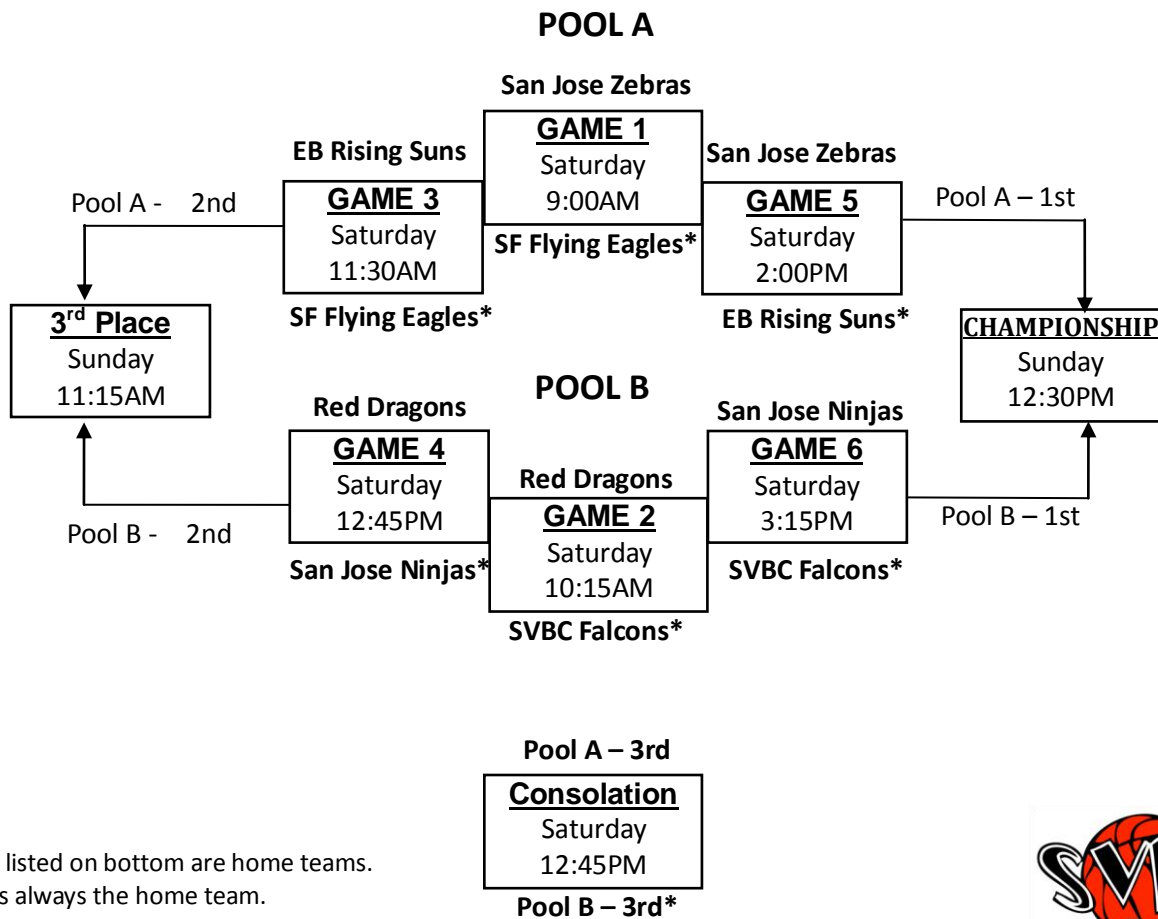 POOL A
San Jose Zebras
GAME 1
Saturday
9:00AM
SF Flying Eagles*
EB Rising Suns
GAME 3
Saturday
11:30AM
SF Flying Eagles*
San Jose Zebras
GAME 5
Saturday
2:00PM
EB Rising Suns*
Pool A - 2nd
Pool A – 1st
3rd Place
Sunday
11:15AM
CHAMPIONSHIP
Sunday
12:30PM
POOL B
Red Dragons
GAME 4
Saturday
12:45PM
San Jose Ninjas*
Red Dragons
GAME 2
Saturday
10:15AM
SVBC Falcons*
San Jose Ninjas
GAME 6
Saturday
3:15PM
SVBC Falcons*
Pool B - 2nd
Pool B – 1st
Pool A – 3rd
Consolation
Saturday
12:45PM
Pool B – 3rd*
listed on bottom are home teams.
s always the home team.